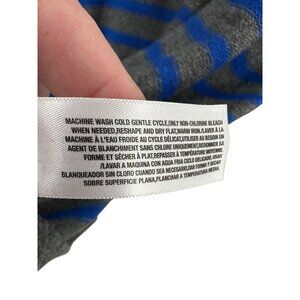 MACHINE WASH COLD GENTLE CYCLE,ONLY NON-CHLORINE BLEACH
WHEN NEEDED,RESHAPE AND DRY FLAT,WARM IRON./LAVER À LA
MACHINE À L'EAU FROIDE AU CYCLE DÉLICAT,UTILISER AU BESOIN UN
AGENT DE BLANCHIMENT SANS CHLORE UNIQUEMENT,REDONNER SA
FORME ET SÉCHER À PLAT,REPASSER À TEMPÉRATURE MOYENNE
/LAVAR A MAQUINA CON AGUA FRIA CICLO DELICADO, USAR
BLANQUEADOR SIN CLORO CUANDO SEA NECESARIO,DAR FORMA Y SECAR
SOBRE SUPERFICIE PLANA,PLANCHAR A TEMPERATURA MEDIA.